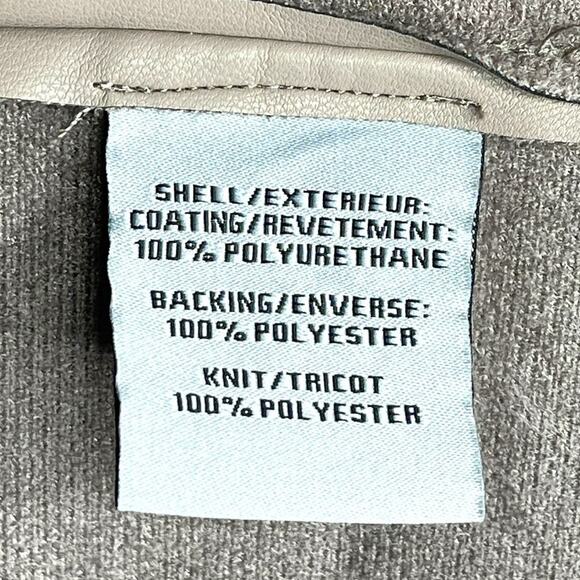 SHELL/EXTERIEUR:
COATING/REVETEMENT:
100% POLYURETHANE
BACKING/ENVERSE:
100% POLYESTER
KNIT/TRICOT
100% POLYESTER